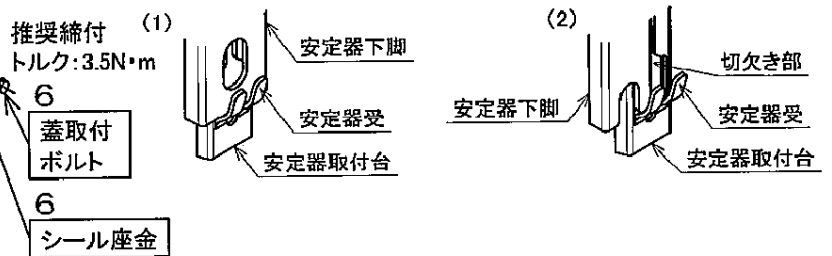 推奨締付
トルク:3.5N・m
6
蓋取付
ボルト
6
シール座金
(1)
安定器下脚
安定器受
安定器取付台
(2)
切欠き部
安定器下脚
安定器受
安定器取付台